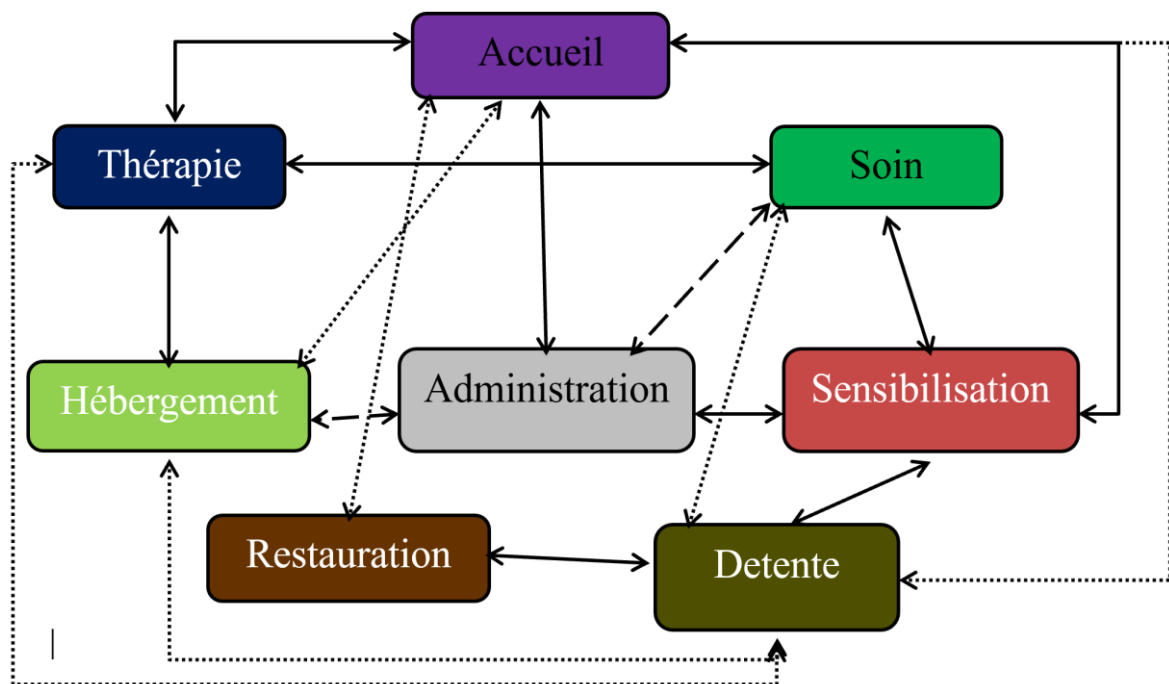 Accueil
Thérapie
Soin
Hébergement
Administration
Sensibilisation
Restauration
Detente